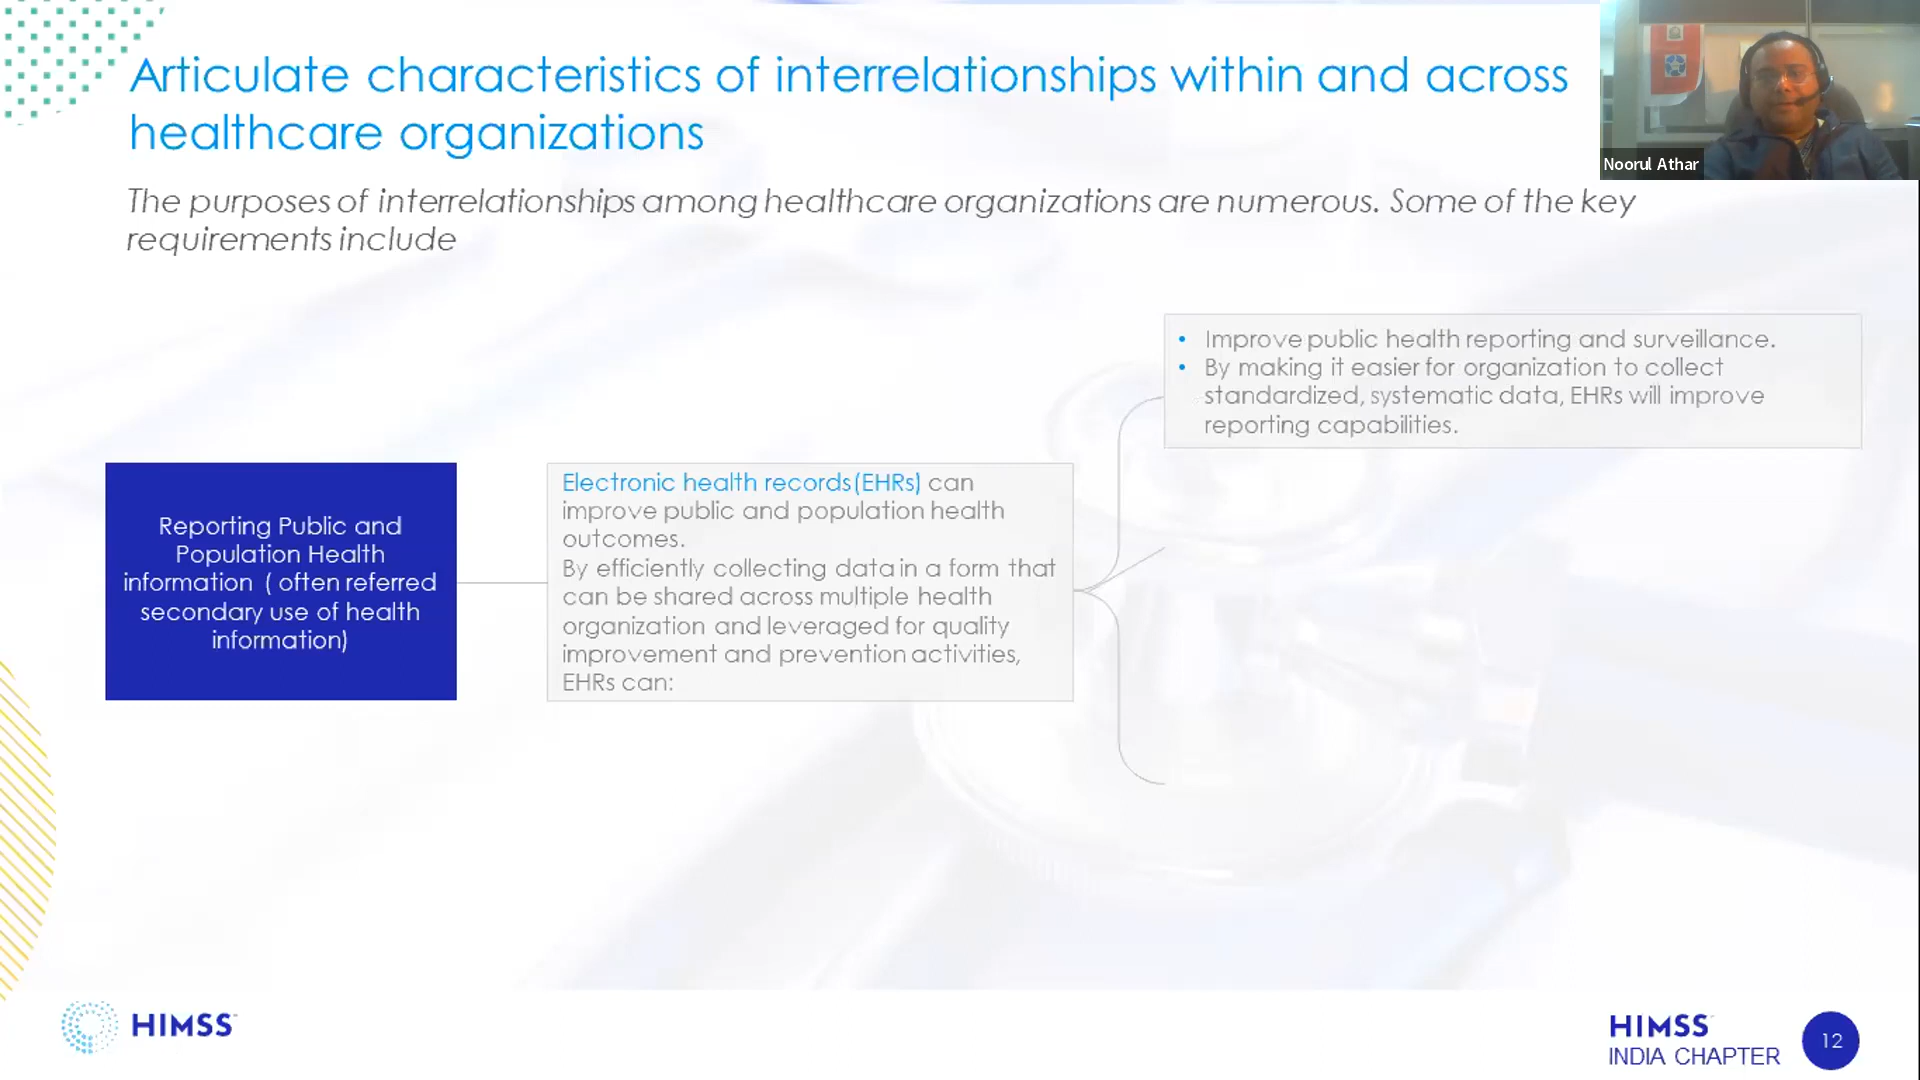 Articulate characteristics of interrelationships within and across
healthcare organizations
Noorul Athar
The purposes of interrelationships among healthcare organizations are numerous. Some of the key
requirements include
• Improve public health reporting and surveillance.
• By making it easier for organization to collect
standardized, systematic data, EHRs will improve
reporting capabilities.
Reporting Public and
Population Health
information ( often referred
secondary use of health
information)
Electronic health records(EHRs) can
improve public and population health
outcomes.
By efficiently collecting data in a form that
can be shared across multiple health
organization and leveraged for quality
improvement and prevention activities,
EHRs can:
HIMSS
HIMSS
INDIA CHAPTER
12